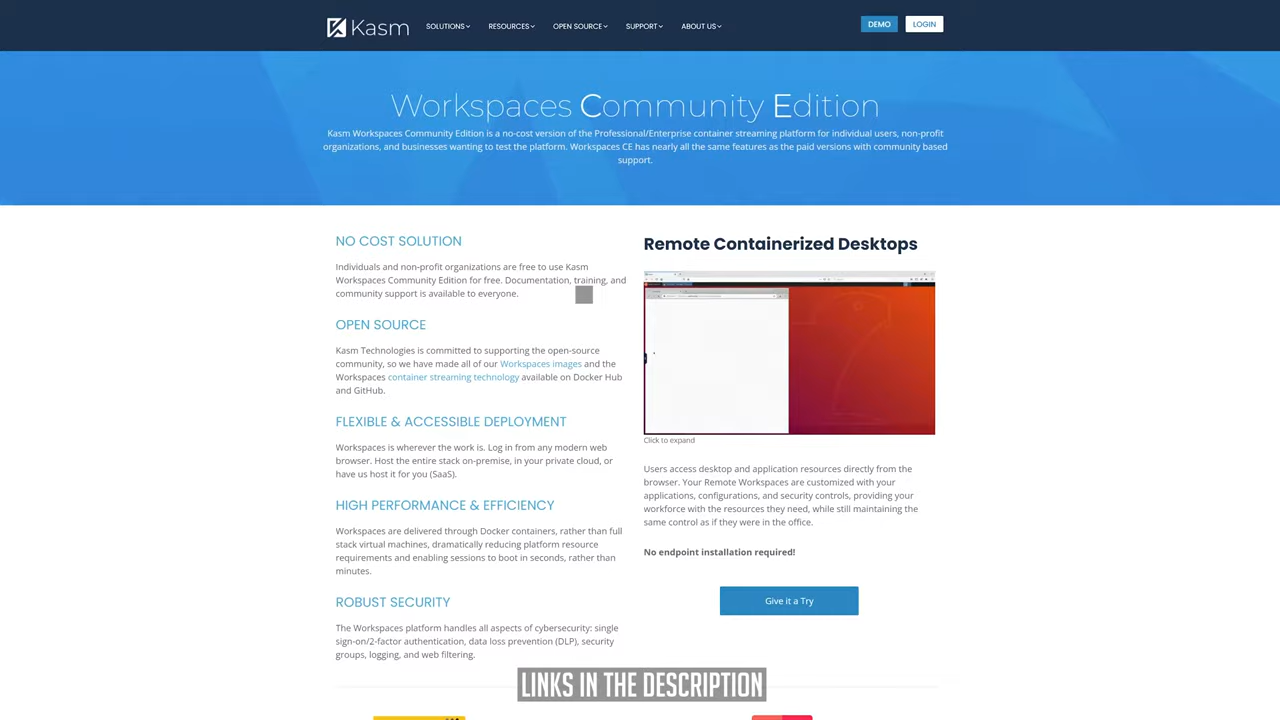 Kasm
SOLUTIONS
RESOURCES
OPEN SOURCE
SUPPORT
ABOUT US
DEMO
LOGIN
Workspaces Community Edition
Kasm Workspaces Community Edition is a no-cost version of the Professional/Enterprise container streaming platform for individual users, non-profit
organizations, and businesses wanting to test the platform. Workspaces CE has nearly all the same features as the paid versions with community based
support.
NO COST SOLUTION
Individuals and non-profit organizations are free to use Kasm
Workspaces Community Edition for free. Documentation, training, and
community support is available to everyone.
OPEN SOURCE
Kasm Technologies is committed to supporting the open-source
community, so we have made all of our Workspaces images and the
Workspaces container streaming technology available on Docker Hub
and GitHub.
FLEXIBLE & ACCESSIBLE DEPLOYMENT
Workspaces is wherever the work is. Log in from any modern web
browser. Host the entire stack on-premise, in your private cloud, or
have us host it for you (SaaS).
HIGH PERFORMANCE & EFFICIENCY
Workspaces are delivered through Docker containers, rather than full
stack virtual machines, dramatically reducing platform resource
requirements and enabling sessions to boot in seconds, rather than
minutes.
ROBUST SECURITY
The Workspaces platform handles all aspects of cybersecurity: single
sign-on/2-factor authentication, data loss prevention (DLP), security
groups, logging, and web filtering.
Remote Containerized Desktops
Click to expand
Users access desktop and application resources directly from the
browser. Your Remote Workspaces are customized with your
applications, configurations, and security controls, providing your
workforce with the resources they need, while still maintaining the
same control as if they were in the office.
No endpoint installation required!
Give it a Try
LINKS IN THE DESCRIPTION